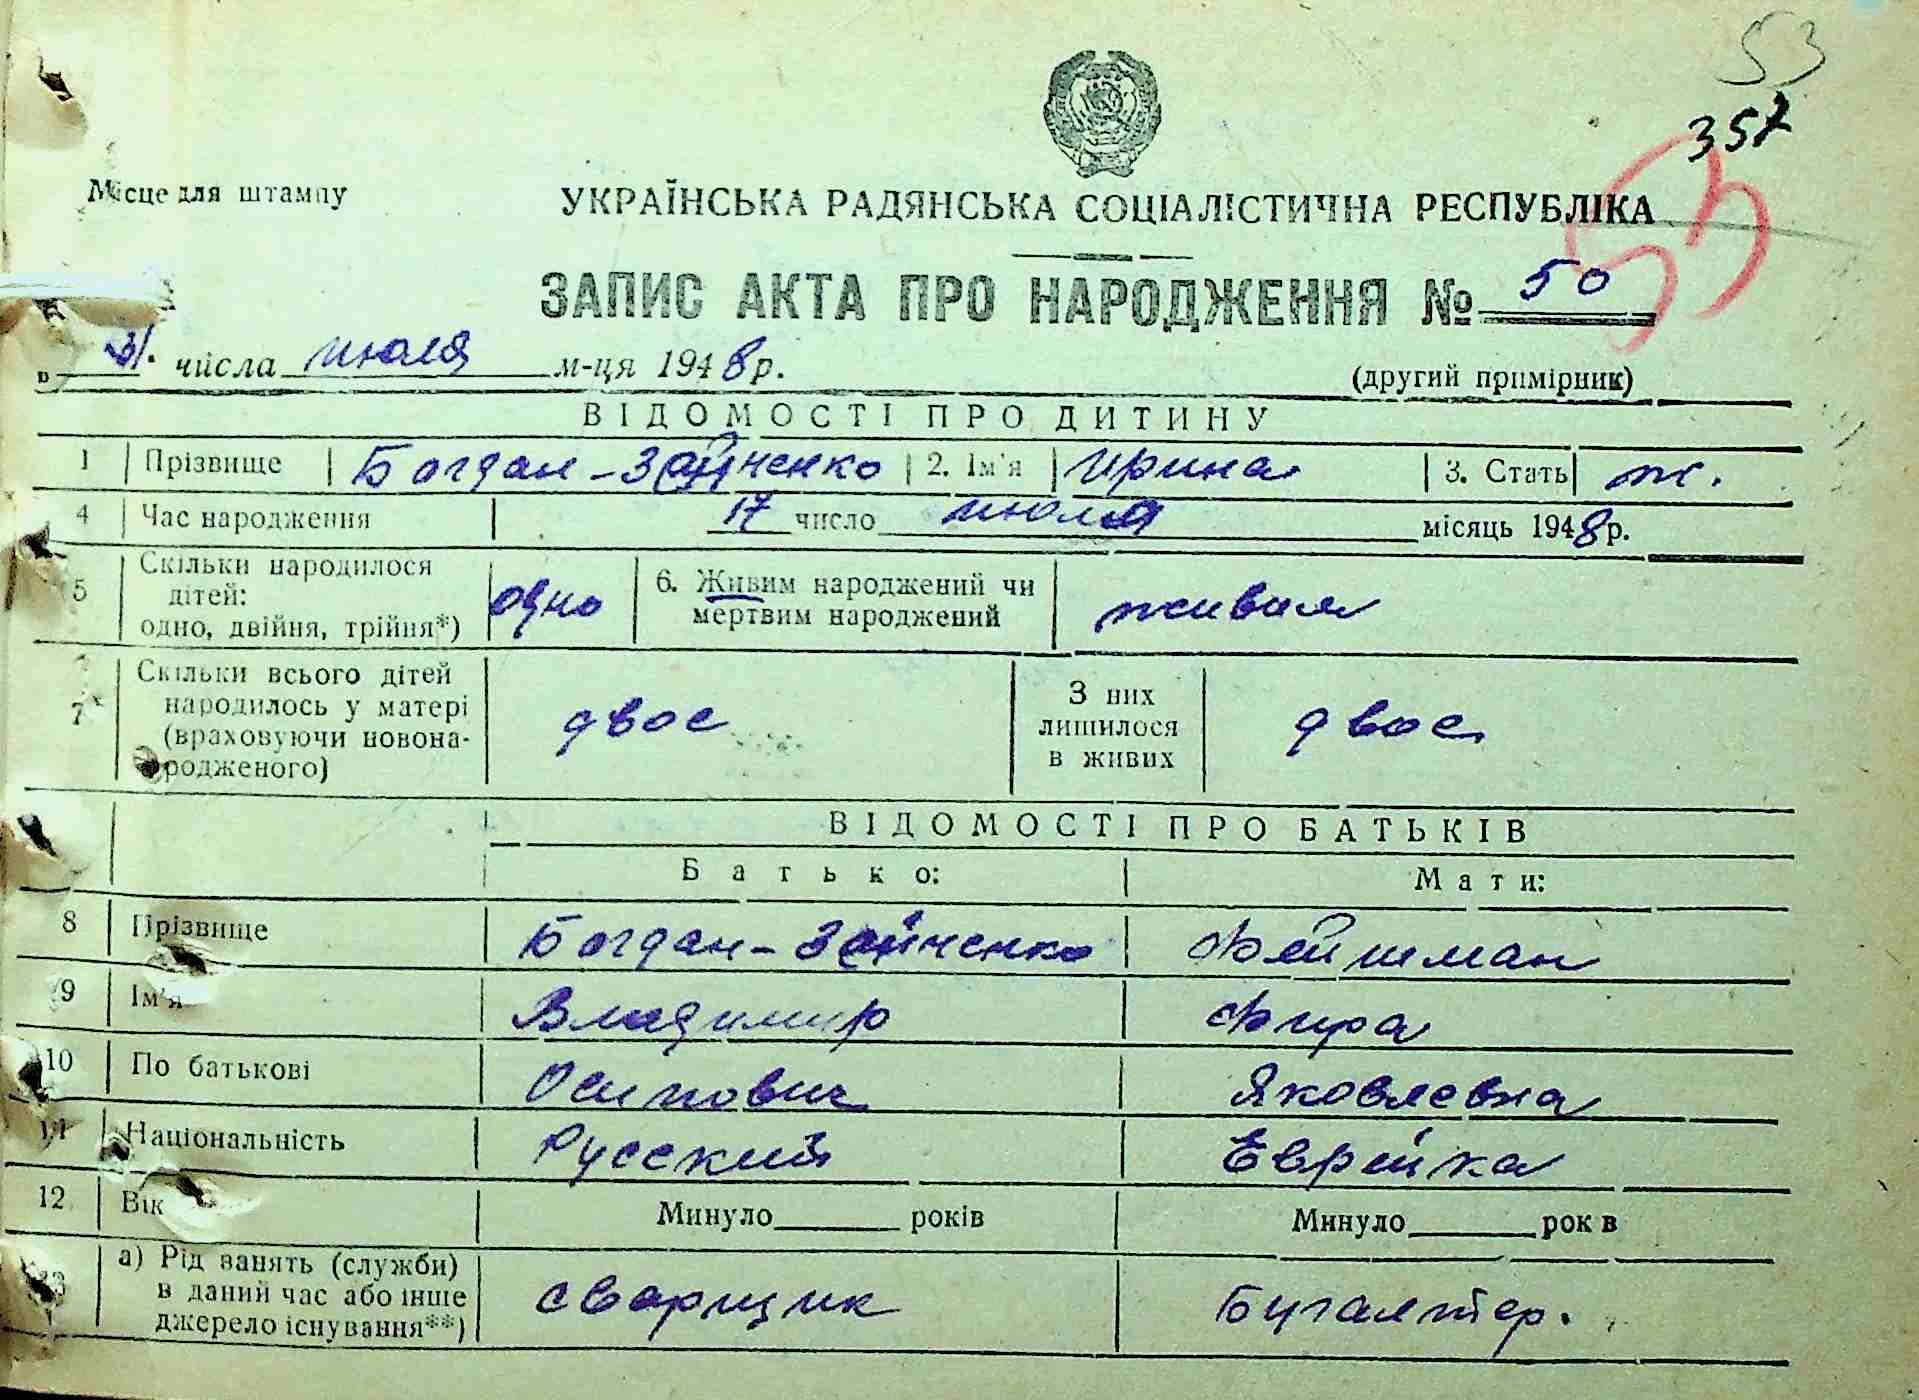 53
357
53
Місце для штампу
УКРАЇНСЬКА РАДЯНСЬКА СОЦІАЛІСТИЧНА РЕСПУБЛІКА
ЗАПИС АКТА ПРО НАРОДЖЕННЯ № 50
в 31. числа июля м-ця 1948 р.
(другий примірник)
ВІДОМОСТІ ПРО ДИТИНУ
1 Прізвище Богдан-Зайченко 2. Ім'я Ирина 3. Стать ж.
4 Час народження 17 число июля місяць 1948 р.
5 Скільки народилося дітей: одно, двійня, трійня*) одно 6. Живим народжений чи мертвим народжений живая
7 Скільки всього дітей народилось у матері (враховуючи новонародженого) двое З них лишилося в живих двое
ВІДОМОСТІ ПРО БАТЬКІВ
Батько: Мати:
8 Прізвище Богдан-Зайченко Фейшман
9 Ім'я Владимир Фира
10 По батькові Осипович Яковлевна
11 Національність Русский Еврейка
12 Вік Минуло років Минуло рок в
13 а) Рід занять (служби) в даний час або інше джерело існування**) сварщик Бугалтер.